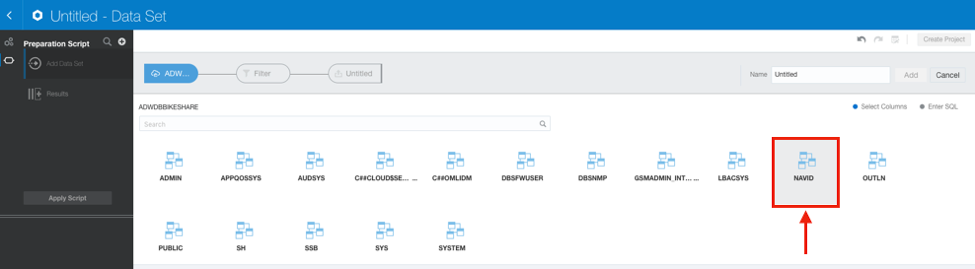 Untitled - Data Set
Preparation Script
Create Project
Add Data Set
ADW...
Filter
Untitled
Name
Untitled
Add
Cancel
Results
ADWDBBIKESHARE
Select Columns
Enter SQL
Search
ADMIN
APPQOSSYS
AUDSYS
C##CLOUD$SE... ...
C##OMLIDM
DBSFWUSER
DBSNMP
GSMADMIN_INT... ...
LBACSYS
NAVID
OUTLN
Apply Script
PUBLIC
SH
SSB
SYS
SYSTEM